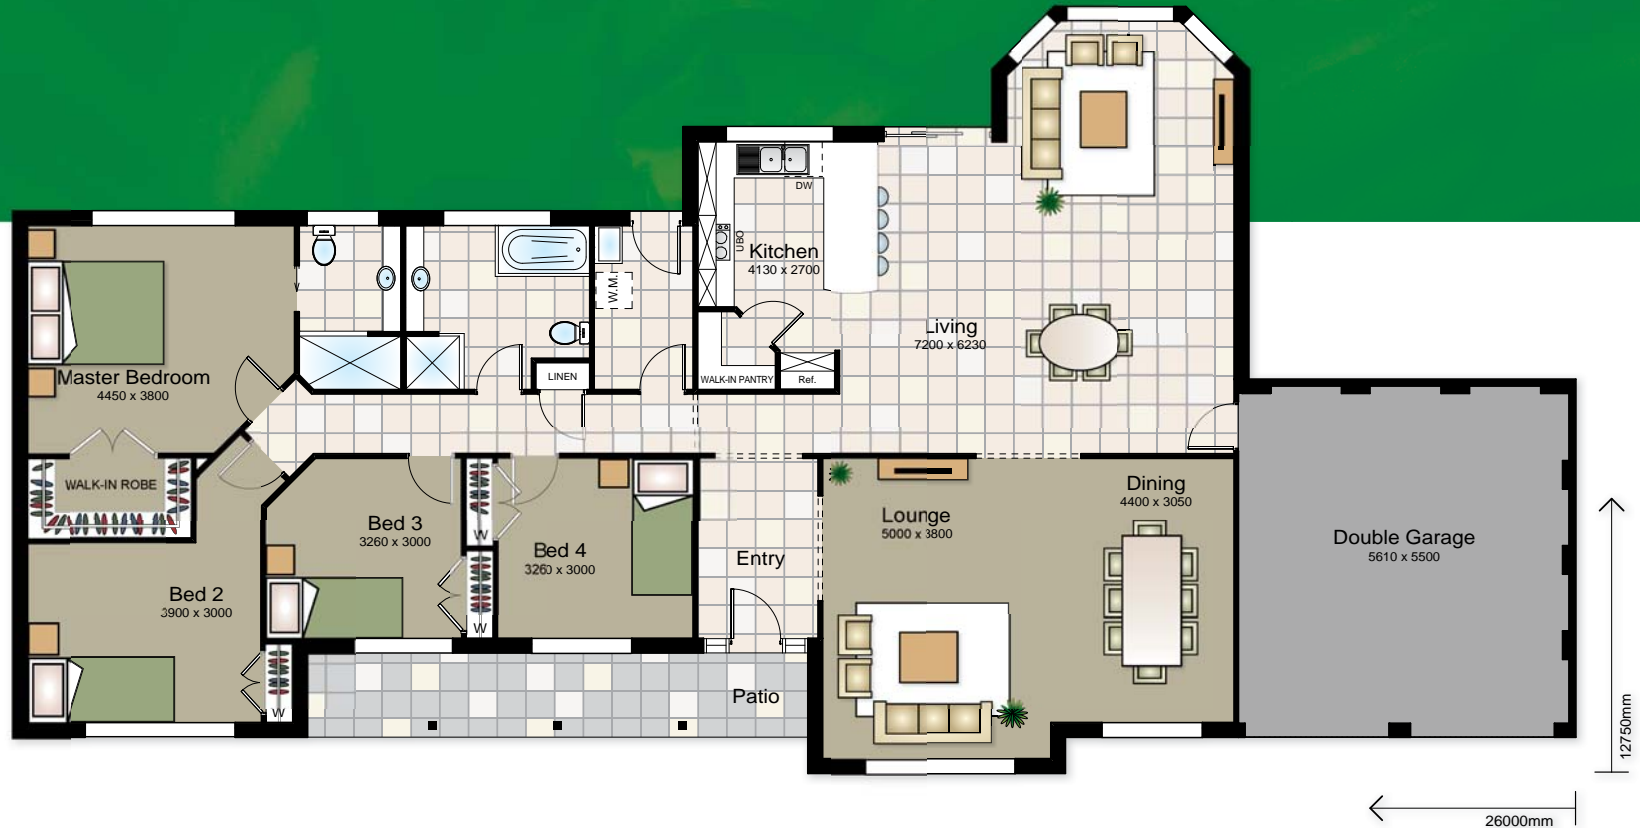 DW
UBO
Kitchen
4130 x 2700
W.M.
Living
7200 x 6230
Master Bedroom
4450 x 3800
LINEN
WALK-IN PANTRY
Ref.
WALK-IN ROBE
Dining
4400 x 3050
Lounge
5000 x 3800
Bed 3
3260 x 3000
W
Bed 4
3260 x 3000
Entry
Double Garage
5610 x 5500
Bed 2
3900 x 3000
W
W
Patio
12750mm
26000mm